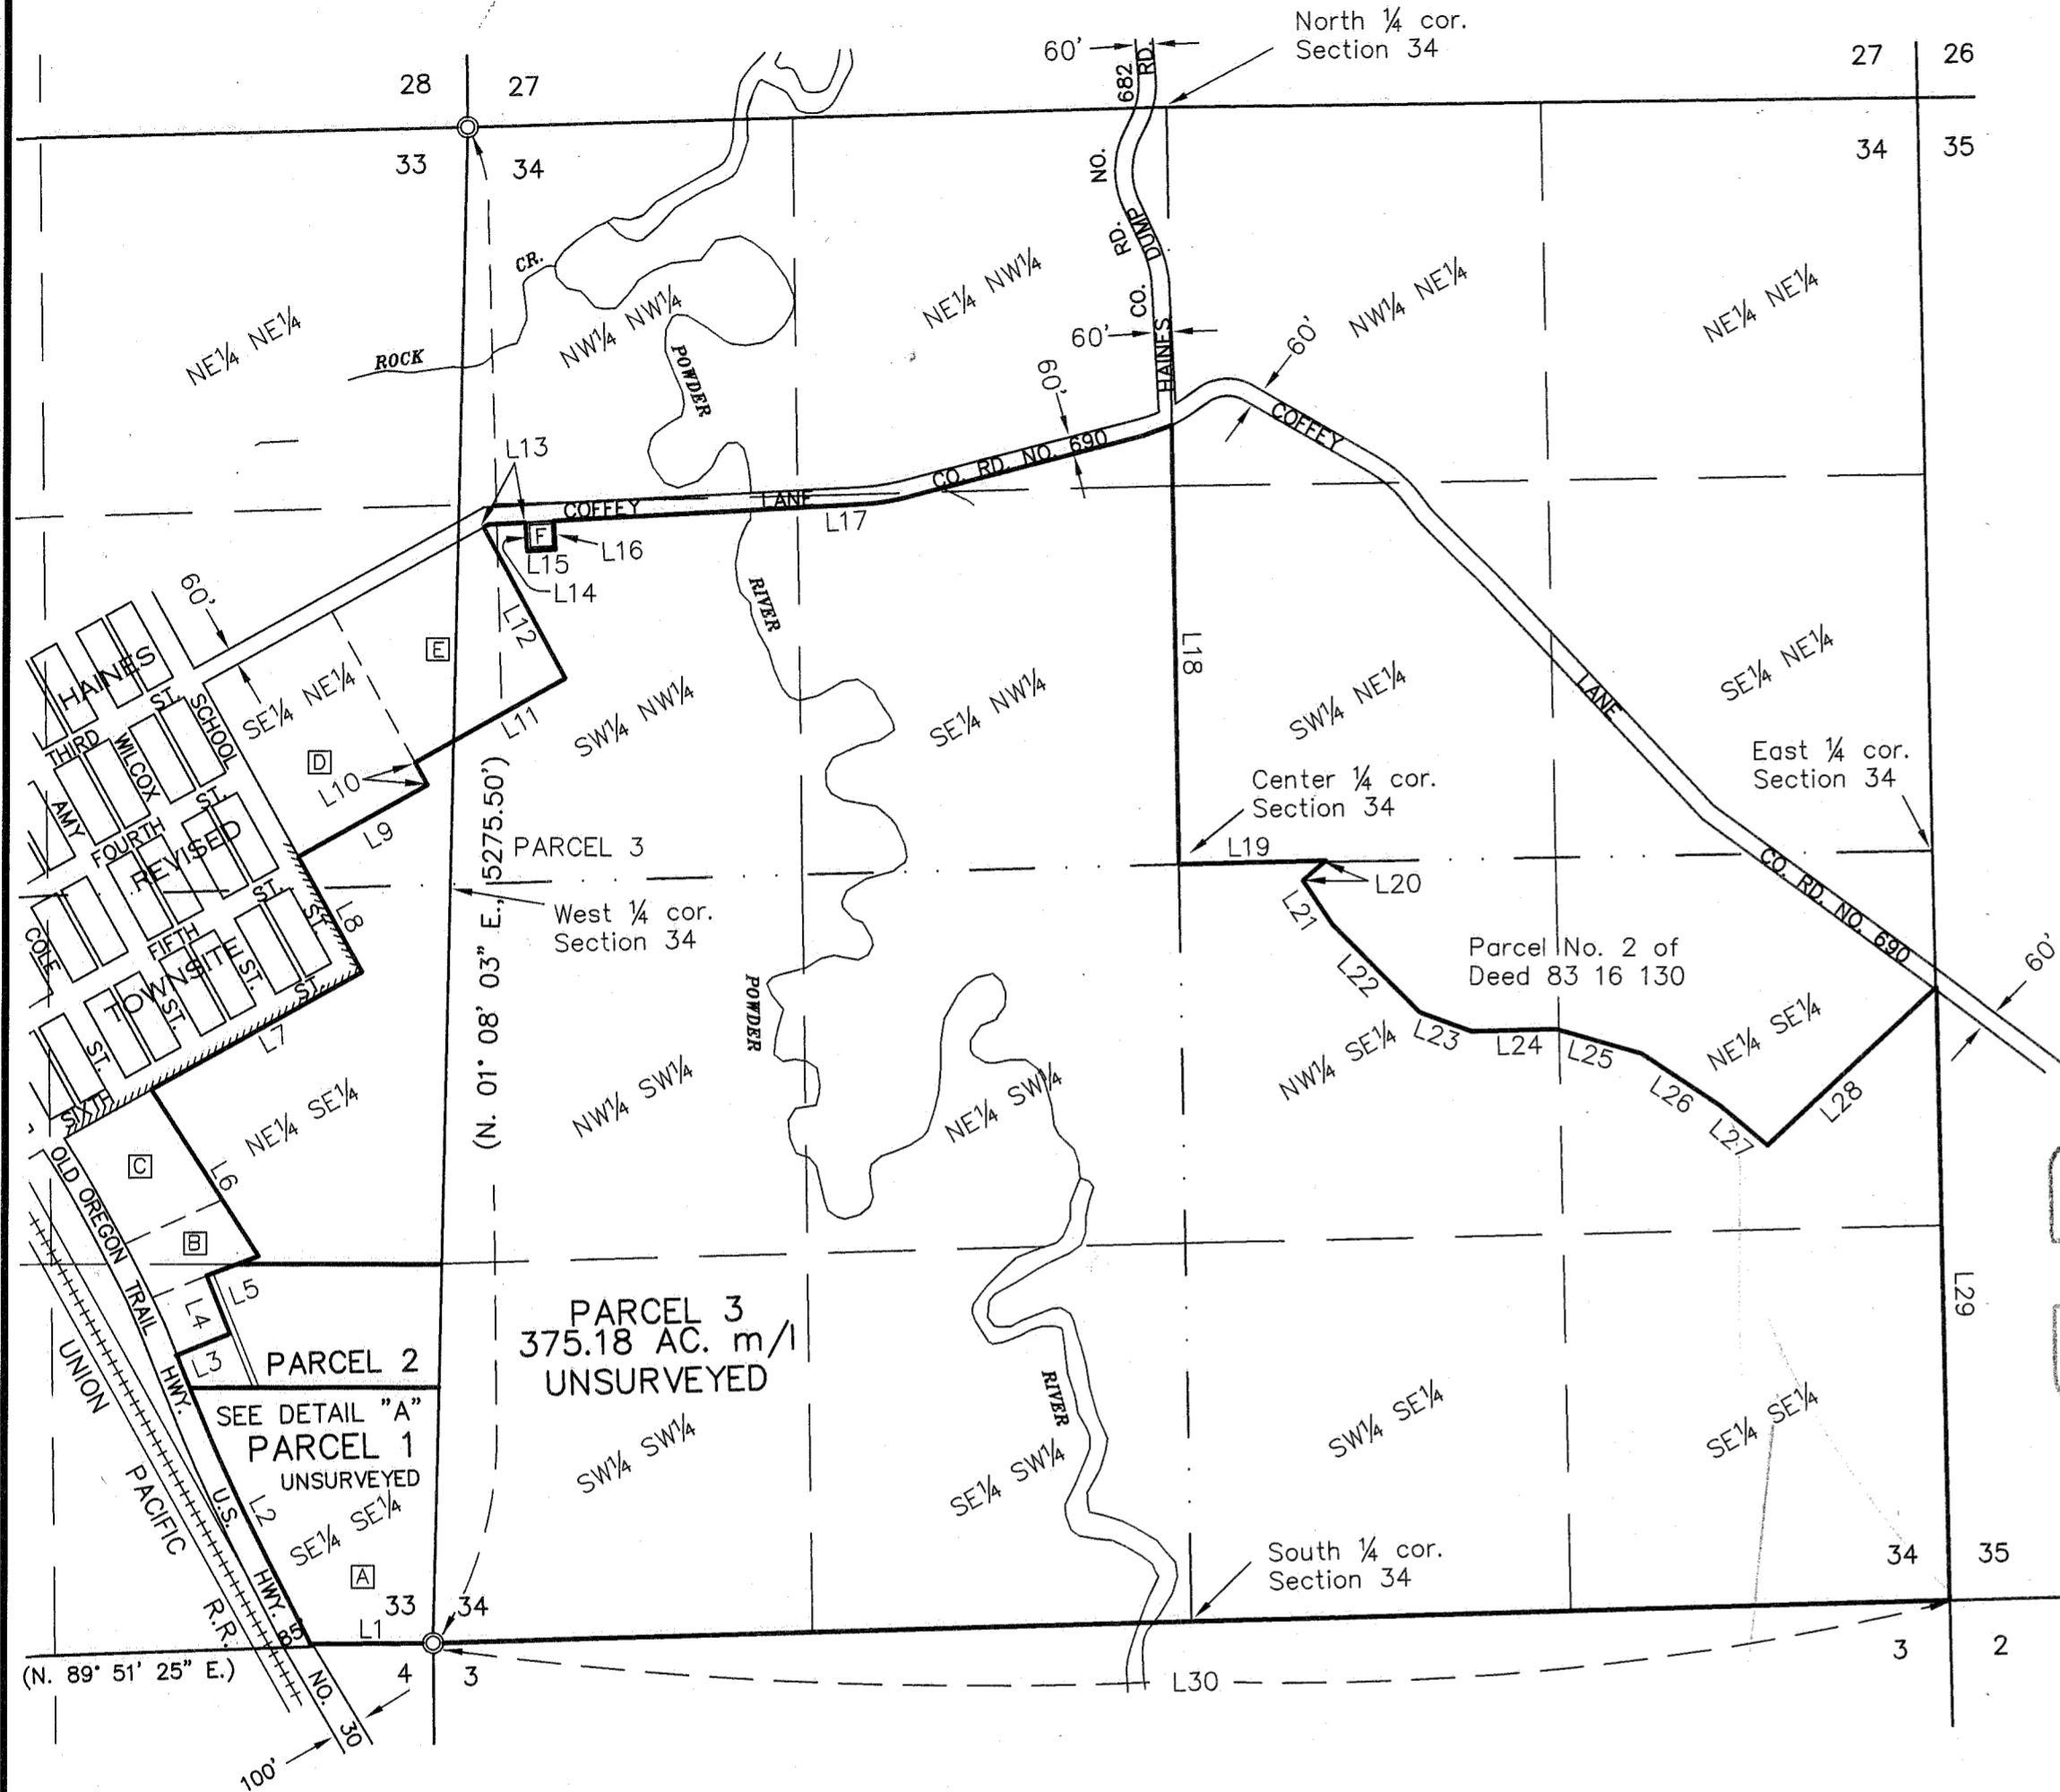 North ¼ cor.
Section 34
60'
682
RD.
28 27
27 26
33 34
34 35
NO.
RD.
DUMP
CO.
HAINES
60'
CR.
ROCK
POWDER
NE¼ NE¼
NW¼ NW¼
NE¼ NW¼
NW¼ NE¼
NE¼ NE¼
60'
60'
COFFEY
CO. RD. NO. 690
L13
COFFEY LANE
L17
F
L16
L15
L14
L12
RIVER
60'
E
L18
HAINES
ST.
SCHOOL
SE¼ NE¼
SW¼ NW¼
SE¼ NW¼
SW¼ NE¼
SE¼ NE¼
LANE
THIRD
WILCOX
D
L11
L10
East ¼ cor.
Section 34
Center ¼ cor.
Section 34
AMY
ST.
FOURTH
REVISED
L9
PARCEL 3
(N. 01° 08' 03" E., 5275.50')
L19
L20
CO. RD. NO. 690
ST.
L8
ST.
West ¼ cor.
Section 34
L21
COLE
FIFTH
TOWNSITE
ST.
ST.
ST.
L22
Parcel No. 2 of
Deed 83 16 130
60'
POWDER
L7
ST.
L23
L24
L25
L26
L27
L28
SIXTH
NE¼ SE¼
NW¼ SW¼
NE¼ SW¼
NW¼ SE¼
NE¼ SE¼
C
L6
OLD OREGON TRAIL HWY.
B
L5
L4
L29
PARCEL 3
375.18 AC. m/l
UNSURVEYED
L3
PARCEL 2
UNION PACIFIC R.R.
RIVER
SEE DETAIL "A"
PARCEL 1
UNSURVEYED
L2
U.S. HWY. NO. 30
SE¼ SE¼
SW¼ SW¼
SE¼ SW¼
SW¼ SE¼
SE¼ SE¼
A
South ¼ cor.
Section 34
33 34
34 35
85
L1
(N. 89° 51' 25" E.)
4 3
3 2
L30
100'